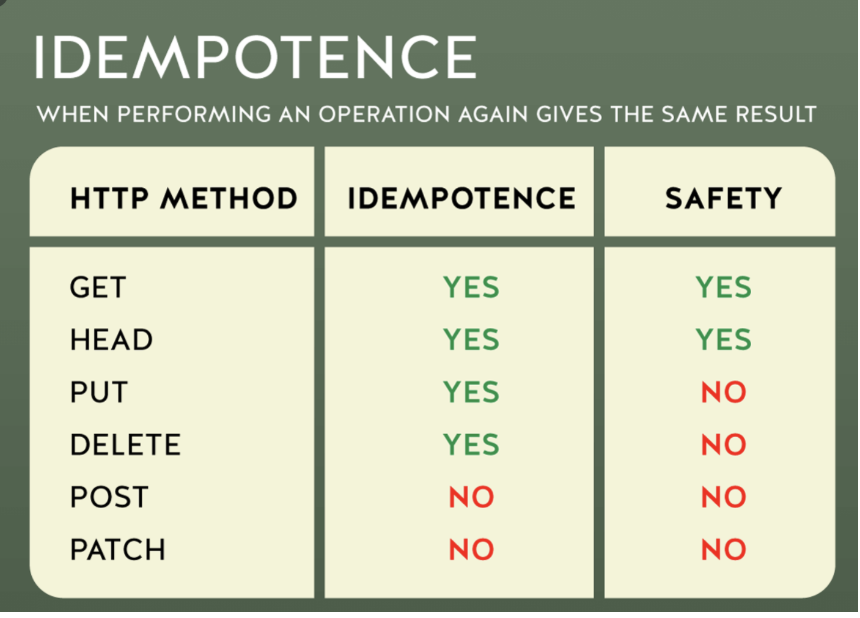 IDEMPOTENCE
WHEN PERFORMING AN OPERATION AGAIN GIVES THE SAME RESULT
HTTP METHOD IDEMPOTENCE SAFETY
GET YES YES
HEAD YES YES
PUT YES NO
DELETE YES NO
POST NO NO
PATCH NO NO